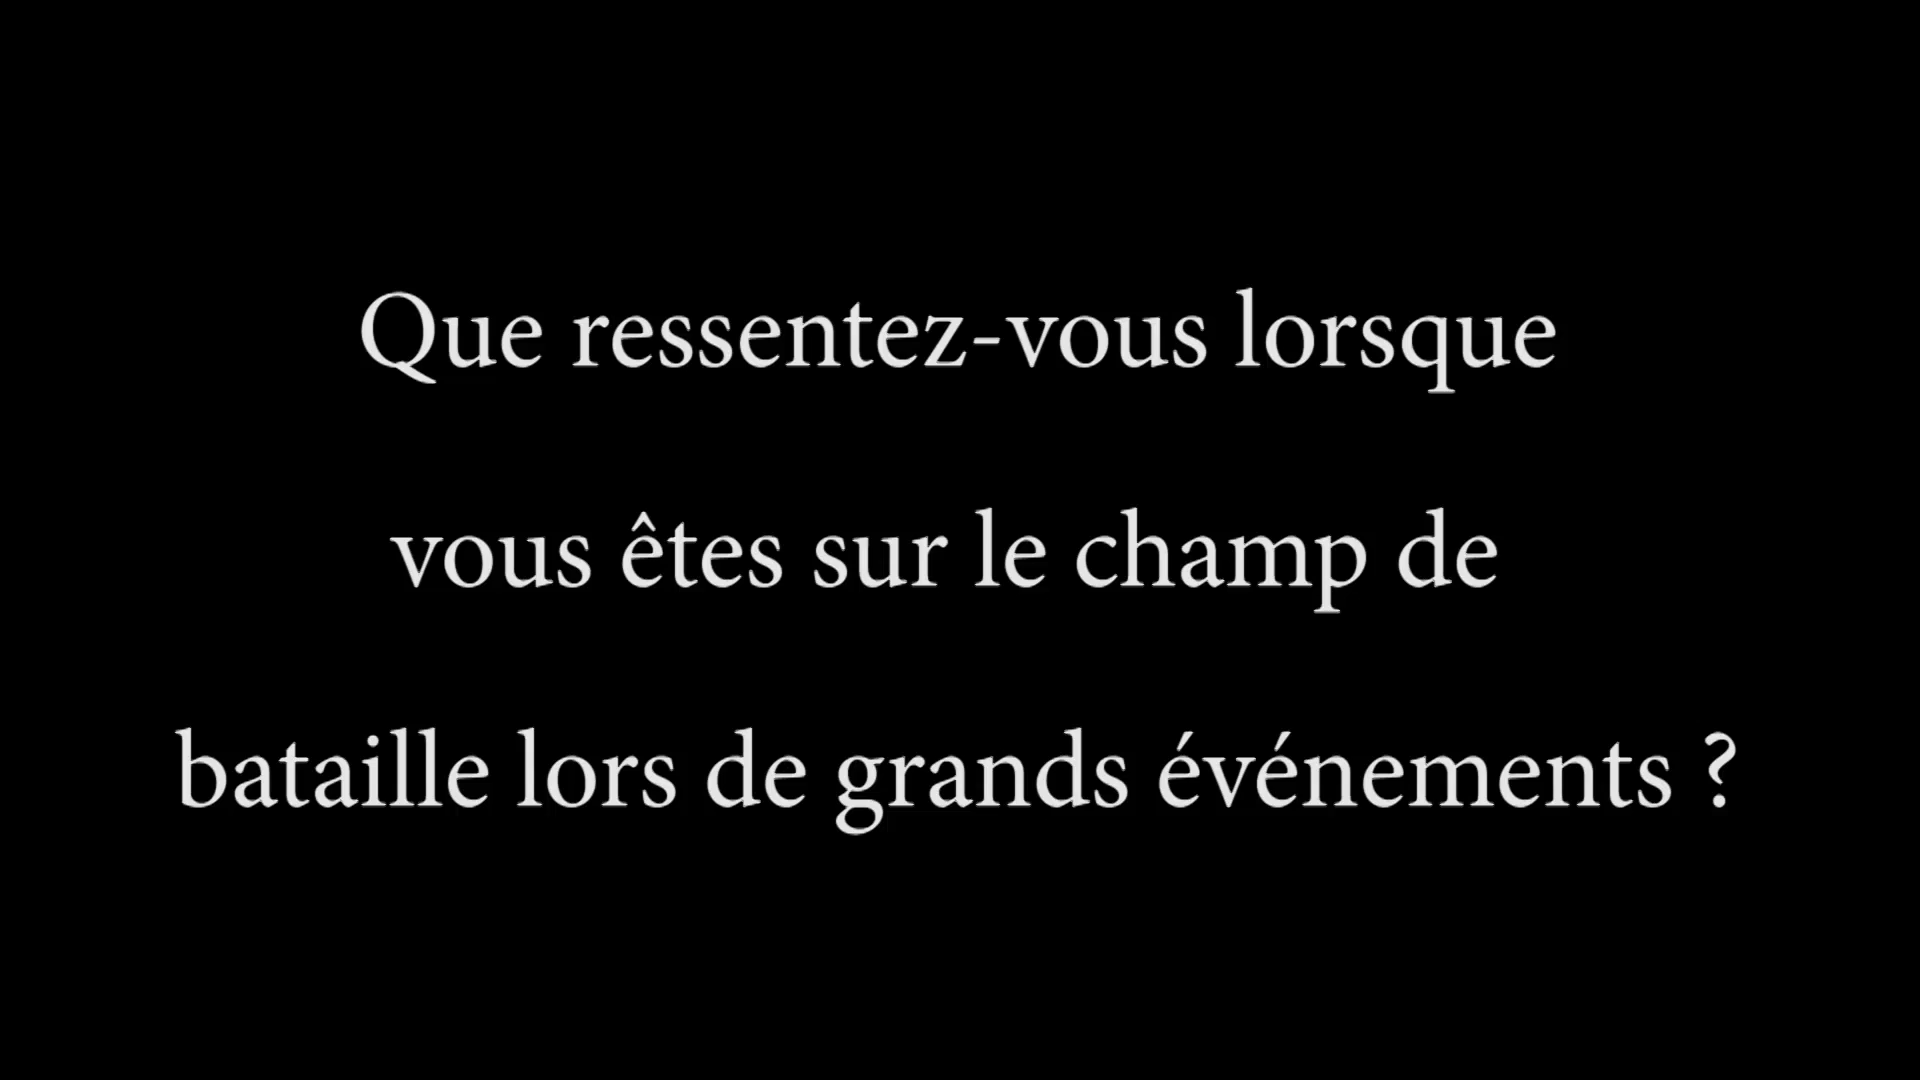 Que ressentez-vous lorsque
vous êtes sur le champ de
bataille lors de grands événements ?